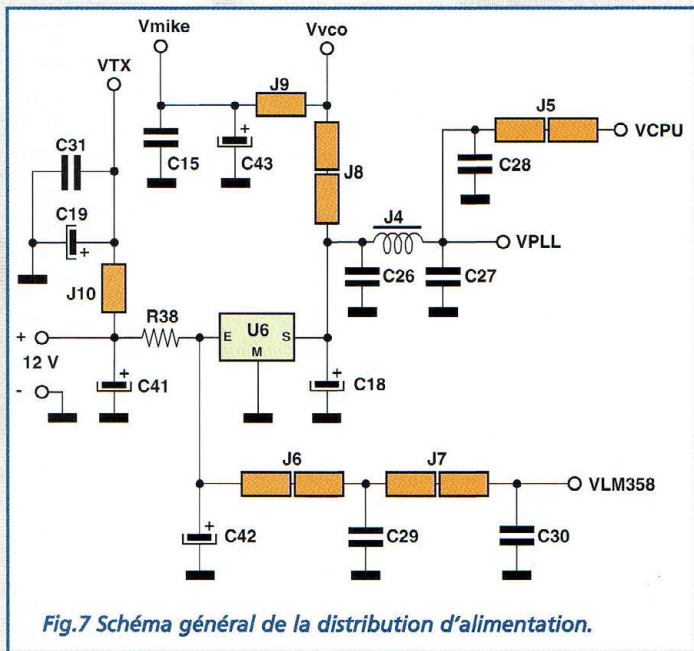 Vmike
Vvco
VTX
J9
J5
VCPU
C31
C15
C43
C28
J8
C19
+
J4
VPLL
J10
C26
C27
R38
U6
E
S
M
+
12 V
-
+
C41
+
C18
J6
J7
VLM358
+
C42
C29
C30
+
Fig.7 Schéma général de la distribution d'alimentation.